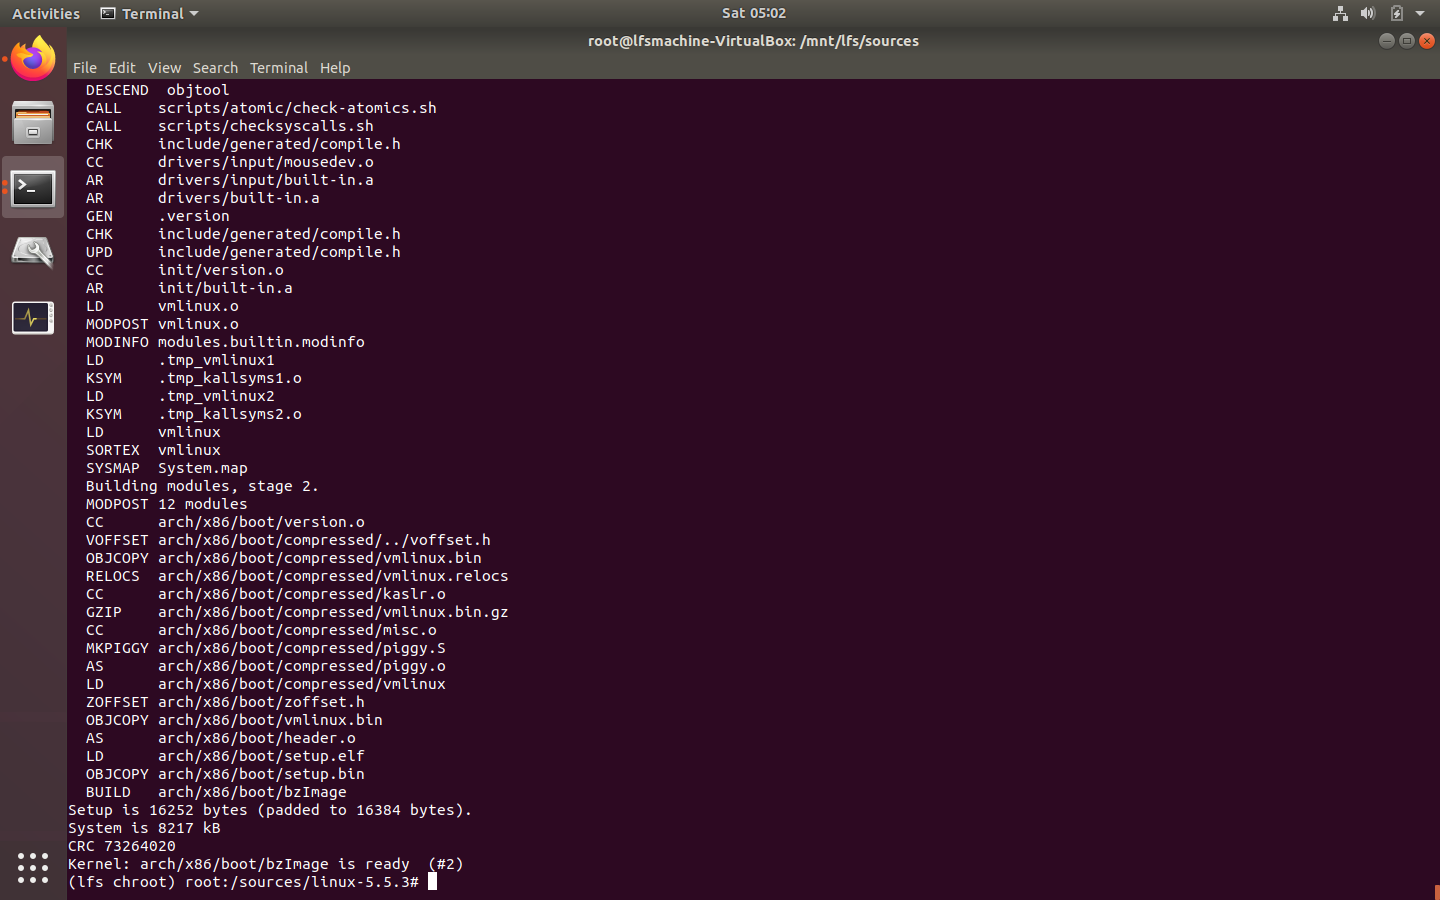 Activities Terminal Sat 05:02
root@lfsmachine-VirtualBox: /mnt/lfs/sources
File Edit View Search Terminal Help
DESCEND objtool
CALL scripts/atomic/check-atomics.sh
CALL scripts/checksyscalls.sh
CHK include/generated/compile.h
CC drivers/input/mousedev.o
AR drivers/input/built-in.a
AR drivers/built-in.a
GEN .version
CHK include/generated/compile.h
UPD include/generated/compile.h
CC init/version.o
AR init/built-in.a
LD vmlinux.o
MODPOST vmlinux.o
MODINFO modules.builtin.modinfo
LD .tmp_vmlinux1
KSYM .tmp_kallsyms1.o
LD .tmp_vmlinux2
KSYM .tmp_kallsyms2.o
LD vmlinux
SORTEX vmlinux
SYSMAP System.map
Building modules, stage 2.
MODPOST 12 modules
CC arch/x86/boot/version.o
VOFFSET arch/x86/boot/compressed/../voffset.h
OBJCOPY arch/x86/boot/compressed/vmlinux.bin
RELOCS arch/x86/boot/compressed/vmlinux.relocs
CC arch/x86/boot/compressed/kaslr.o
GZIP arch/x86/boot/compressed/vmlinux.bin.gz
CC arch/x86/boot/compressed/misc.o
MKPIGGY arch/x86/boot/compressed/piggy.S
AS arch/x86/boot/compressed/piggy.o
LD arch/x86/boot/compressed/vmlinux
ZOFFSET arch/x86/boot/zoffset.h
OBJCOPY arch/x86/boot/vmlinux.bin
AS arch/x86/boot/header.o
LD arch/x86/boot/setup.elf
OBJCOPY arch/x86/boot/setup.bin
BUILD arch/x86/boot/bzImage
Setup is 16252 bytes (padded to 16384 bytes).
System is 8217 kB
CRC 73264020
Kernel: arch/x86/boot/bzImage is ready (#2)
(lfs chroot) root:/sources/linux-5.5.3#